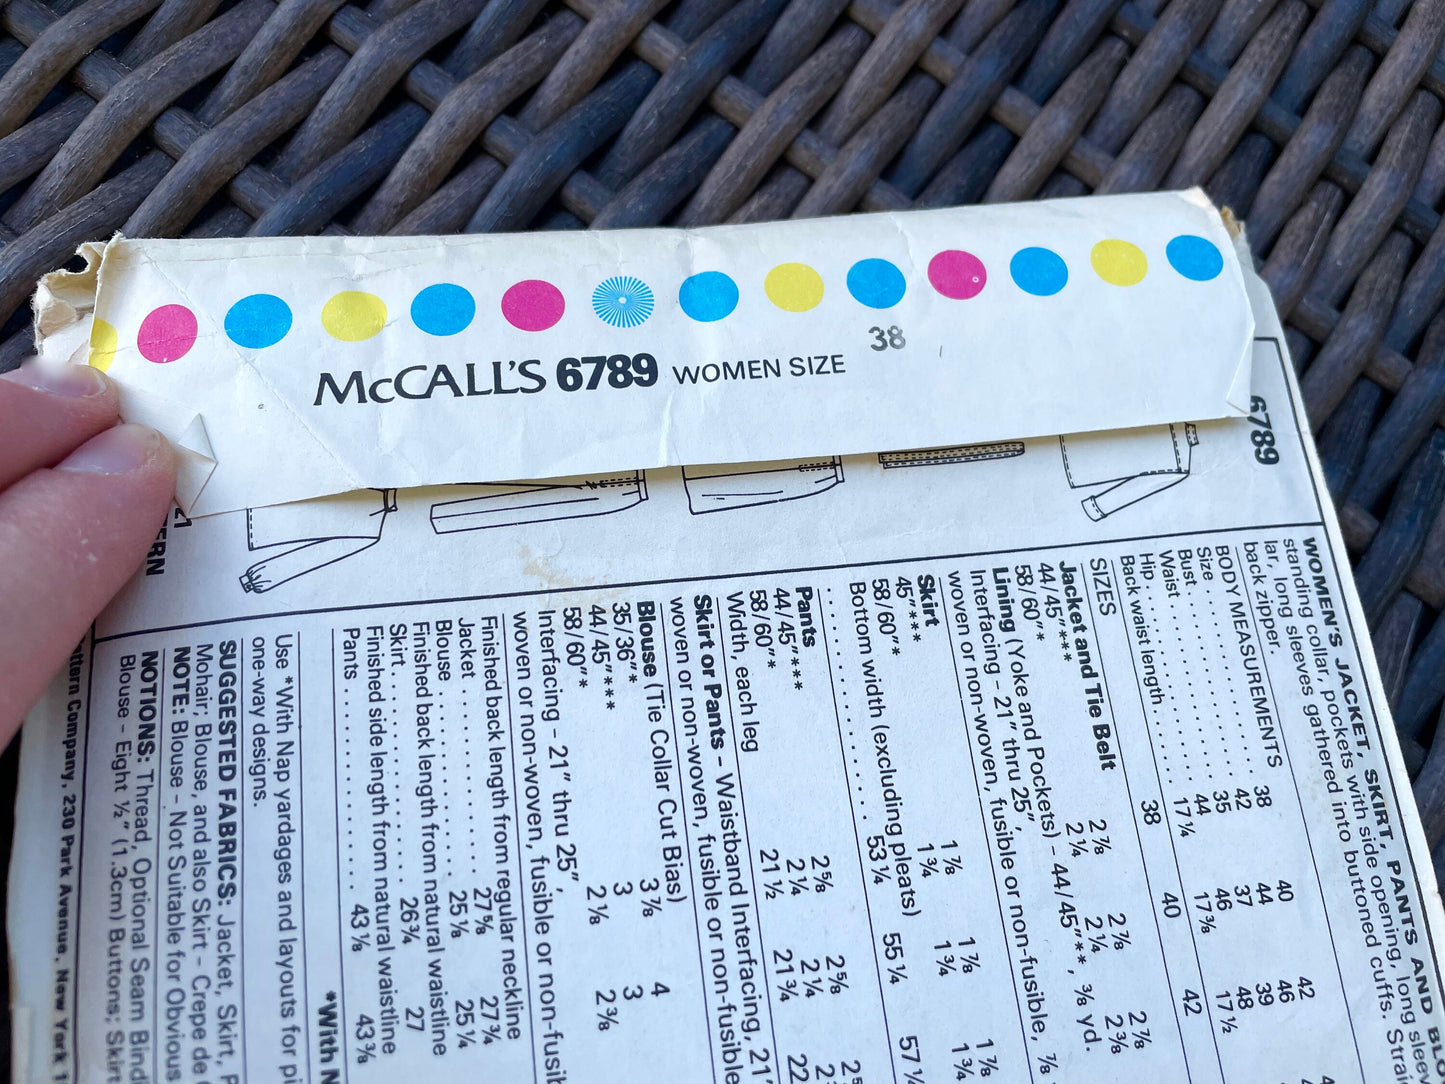 McCALL'S 6789 WOMEN SIZE 38
6789
WOMEN'S JACKET, SKIRT, PANTS AND BLO
standing collar, pockets with side opening, long sleev
lar, long sleeves gathered into buttoned cuffs. Strai
back zipper.
BODY MEASUREMENTS
Size . . . . . . . . . . . . 38 40 42
Bust . . . . . . . . . . . . 42 44 46
Waist . . . . . . . . . . . . 35 37 39
Hip . . . . . . . . . . . . 44 46 48
Back waist length . . . . . . 17¼ 17⅜ 17½
SIZES 38 40 42
Jacket and Tie Belt
44/45"*** 2⅞ 2⅞ 2⅞
58/60"* 2¼ 2¼ 2⅜
Lining (Yoke and Pockets) – 44/45"**, ⅜ yd.
Interfacing – 21" thru 25", ⅞
woven or non-woven, fusible or non-fusible,
Skirt
45"*** 1⅞ 1⅞ 1⅞
58/60"* 1¾ 1¾ 1¾
Bottom width (excluding pleats)
. . . . . . . . . . . . 53¼ 55¼ 57¼
Pants
44/45"*** 2⅝ 2⅝
58/60"* 2¼ 2¼
Width, each leg 21½ 21¾ 22
Skirt or Pants – Waistband Interfacing, 21"
woven or non-woven, fusible or non-fusible
Blouse (Tie Collar Cut Bias)
35/36"* 3⅞ 4
44/45"*** 3 3
58/60"* 2⅛ 2⅜
Interfacing – 21" thru 25",
woven or non-woven, fusible or non-fusi
Finished back length from regular neckline
Jacket . . . . . . . . . . . . 27⅝ 27¾
Blouse . . . . . . . . . . . . 25⅛ 25¼
Finished back length from natural waistline
Skirt . . . . . . . . . . . . 26¾ 27
Finished side length from natural waistline
Pants . . . . . . . . . . . . 43⅛ 43⅜
*With N
Use *With Nap yardages and layouts for pi
one-way designs.
SUGGESTED FABRICS: Jacket, Skirt, P
Mohair; Blouse, and also Skirt – Crepe de
NOTE: Blouse – Not Suitable for Obvious
NOTIONS: Thread, Optional Seam Bindi
Blouse – Eight ½" (1.3cm) Buttons; Skirt
attern Company, 230 Park Avenue, New York 1
21
ERN